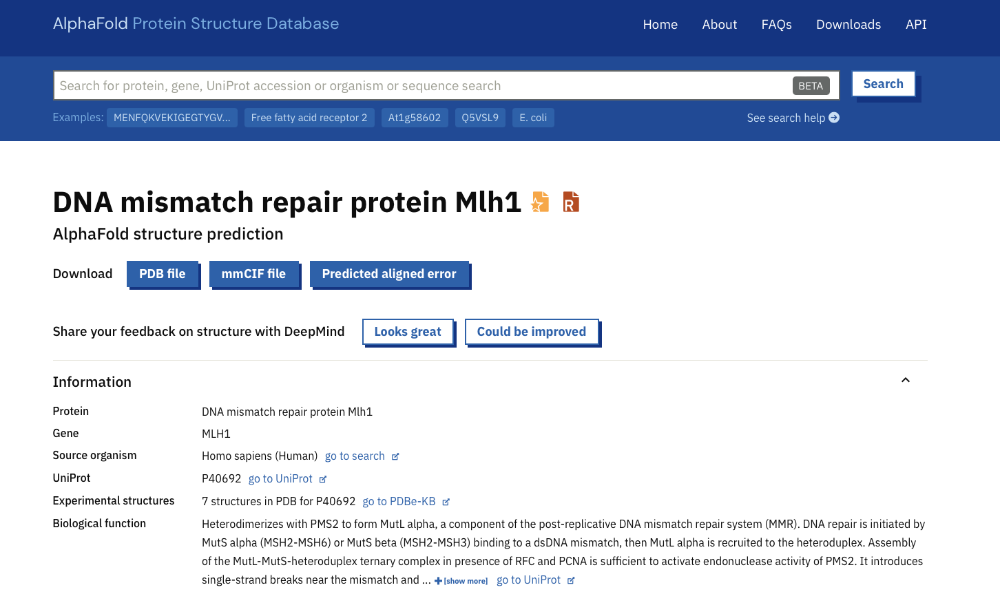 AlphaFold Protein Structure Database
Home About FAQs Downloads API
Search for protein, gene, UniProt accession or organism or sequence search BETA Search
Examples: MENFQKVEKIGEGTYGV... Free fatty acid receptor 2 At1g58602 Q5VSL9 E. coli See search help
DNA mismatch repair protein Mlh1
R
AlphaFold structure prediction
Download PDB file mmCIF file Predicted aligned error
Share your feedback on structure with DeepMind Looks great Could be improved
Information
Protein DNA mismatch repair protein Mlh1
Gene MLH1
Source organism Homo sapiens (Human) go to search
UniProt P40692 go to UniProt
Experimental structures 7 structures in PDB for P40692 go to PDBe-KB
Biological function Heterodimerizes with PMS2 to form MutL alpha, a component of the post-replicative DNA mismatch repair system (MMR). DNA repair is initiated by
MutS alpha (MSH2-MSH6) or MutS beta (MSH2-MSH3) binding to a dsDNA mismatch, then MutL alpha is recruited to the heteroduplex. Assembly
of the MutL-MutS-heteroduplex ternary complex in presence of RFC and PCNA is sufficient to activate endonuclease activity of PMS2. It introduces
single-strand breaks near the mismatch and ... +[show more] go to UniProt